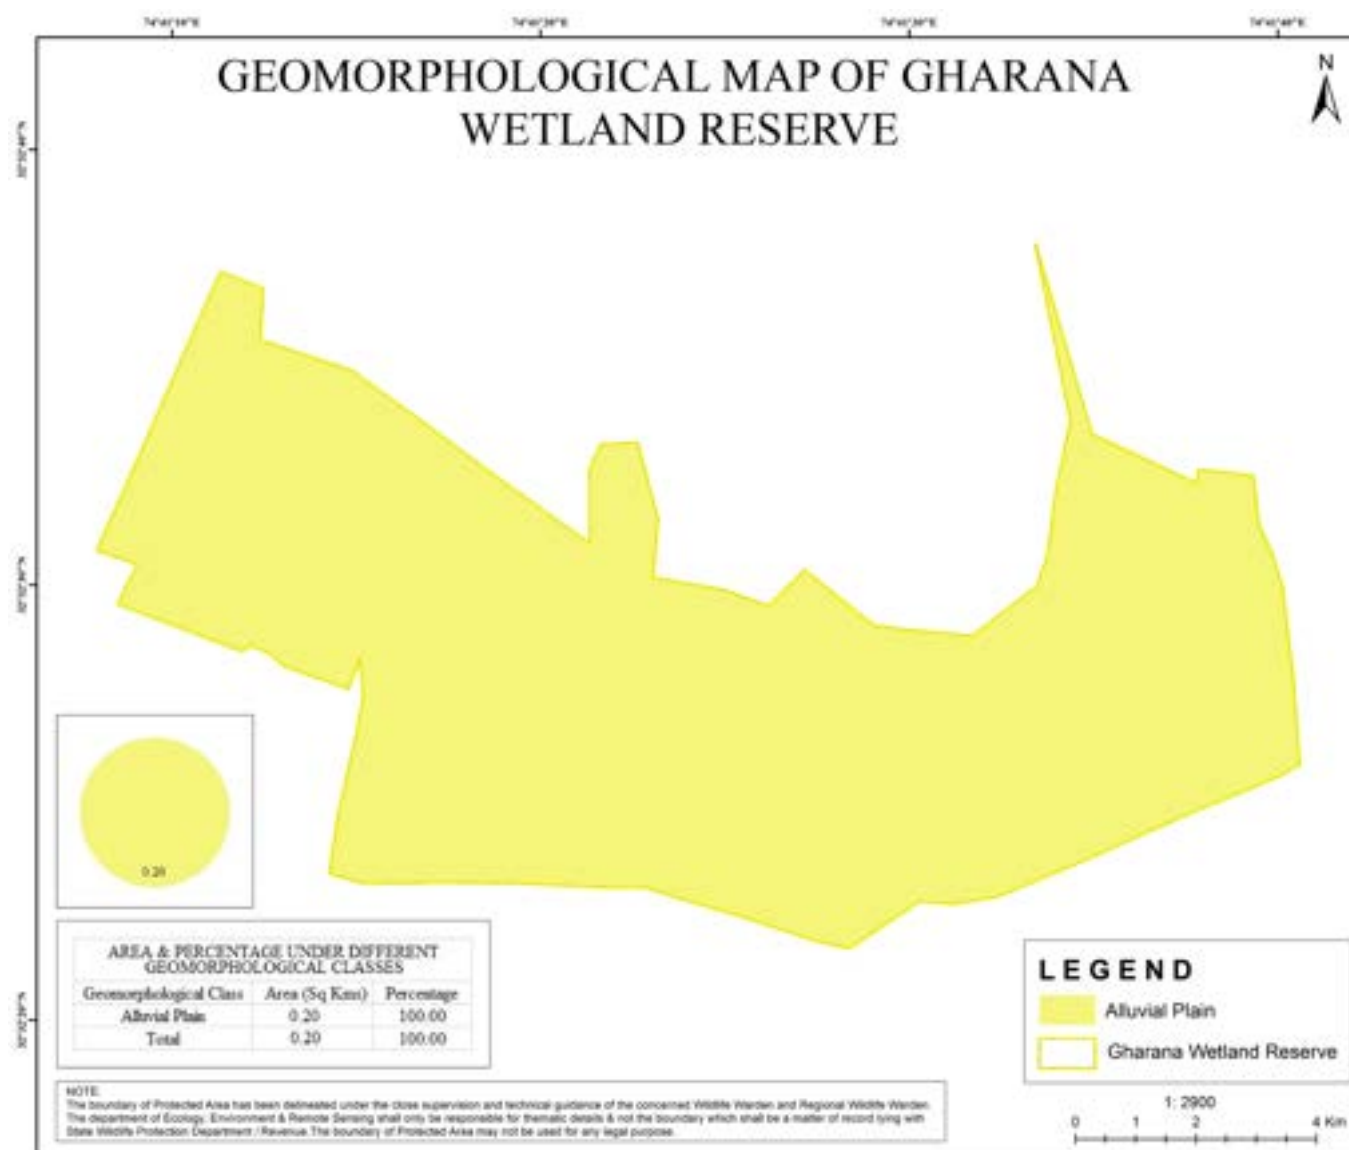 GEOMORPHOLOGICAL MAP OF GHARANA
WETLAND RESERVE
N
0.20
AREA & PERCENTAGE UNDER DIFFERENT
GEOMORPHOLOGICAL CLASSES
Geomorphological Class Area (Sq Kms) Percentage
Alluvial Plain 0.20 100.00
Total 0.20 100.00
LEGEND
Alluvial Plain
Gharana Wetland Reserve
NOTE:
The boundary of Protected Area has been delineated under the close supervision and technical guidance of the concerned Wildlife Warden and Regional Wildlife Warden.
The department of Ecology, Environment & Remote Sensing shall only be responsible for thematic details & not the boundary which shall be a matter of record lying with
State Wildlife Protection Department / Revenue. The boundary of Protected Area may not be used for any legal purpose.
1: 2900
0 1 2 4 Km